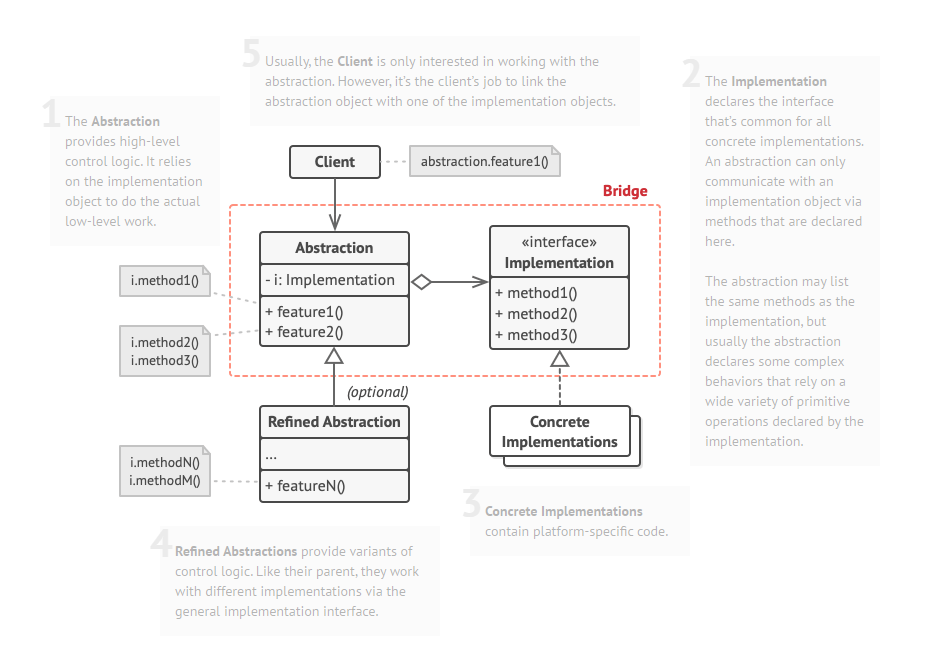 5
Usually, the Client is only interested in working with the
abstraction. However, it's the client's job to link the
abstraction object with one of the implementation objects.
1
The Abstraction
provides high-level
control logic. It relies
on the implementation
object to do the actual
low-level work.
2
The Implementation
declares the interface
that's common for all
concrete implementations.
An abstraction can only
communicate with an
implementation object via
methods that are declared
here.
The abstraction may list
the same methods as the
implementation, but
usually the abstraction
declares some complex
behaviors that rely on a
wide variety of primitive
operations declared by the
implementation.
Client
abstraction.feature1()
Bridge
Abstraction
- i: Implementation
+ feature1()
+ feature2()
«interface»
Implementation
+ method1()
+ method2()
+ method3()
i.method1()
i.method2()
i.method3()
(optional)
Refined Abstraction
...
+ featureN()
Concrete
Implementations
i.methodN()
i.methodM()
3
Concrete Implementations
contain platform-specific code.
4
Refined Abstractions provide variants of
control logic. Like their parent, they work
with different implementations via the
general implementation interface.